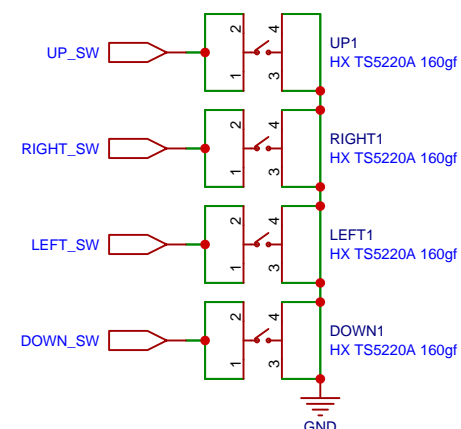 UP_SW
2
4
1
3
UP1
HX TS5220A 160gf
RIGHT_SW
2
4
1
3
RIGHT1
HX TS5220A 160gf
LEFT_SW
2
4
1
3
LEFT1
HX TS5220A 160gf
DOWN_SW
2
4
1
3
DOWN1
HX TS5220A 160gf
GND